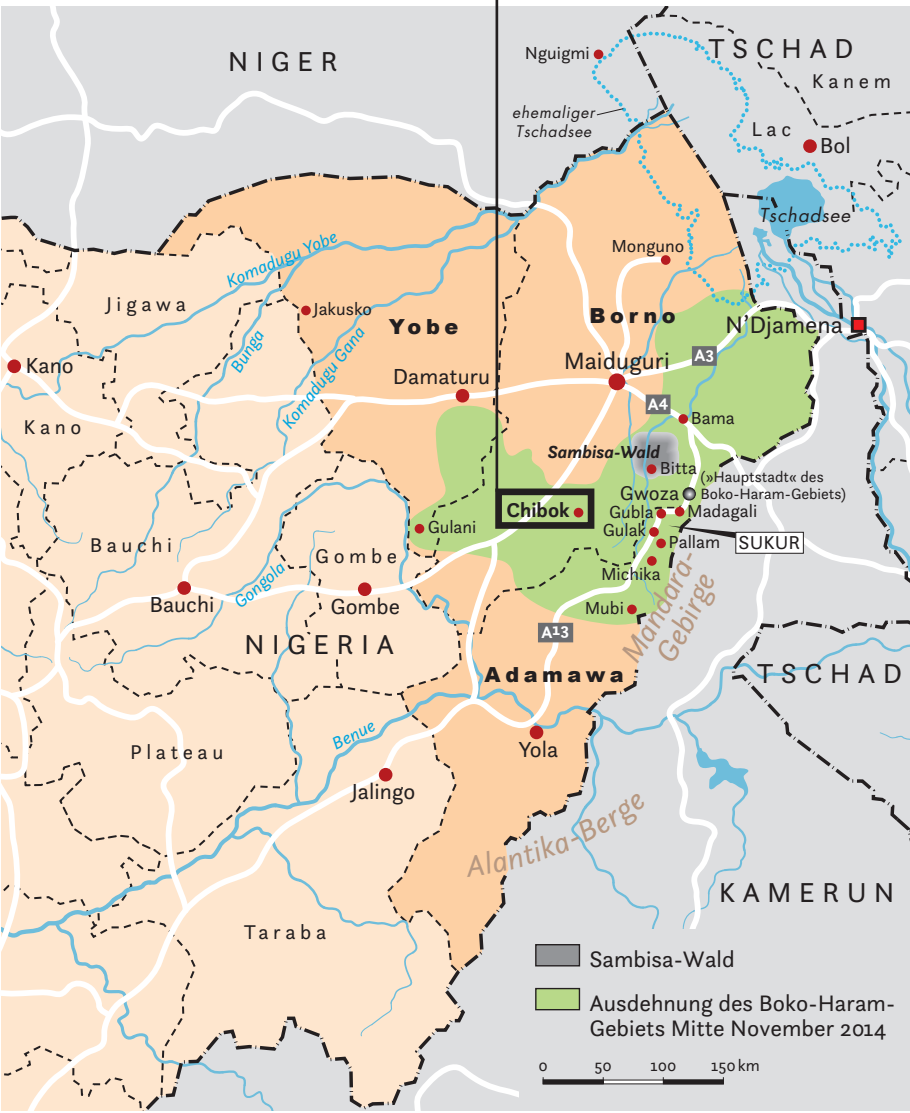 NIGER
TSCHAD
Nguigmi
Kanem
ehemaliger
Tschadsee
Lac
Bol
Tschadsee
Komadugu Yobe
Monguno
Jigawa
Jakusko
Yobe
Borno
N'Djamena
Bunga
Komadugu Gana
Kano
Maiduguri
A3
Damaturu
A4
Bama
Kano
Sambisa-Wald
Bitta
(»Hauptstadt« des
Boko-Haram-Gebiets)
Gwoza
Chibok
Gubla
Madagali
Gulani
Gulak
Pallam
SUKUR
Bauchi
Gombe
Michika
Mandara-
Gebirge
Bauchi
Gongola
Gombe
Mubi
A13
NIGERIA
Adamawa
TSCHAD
Benue
Yola
Plateau
Jalingo
Alantika-Berge
KAMERUN
Taraba
Sambisa-Wald
Ausdehnung des Boko-Haram-
Gebiets Mitte November 2014
0 50 100 150 km